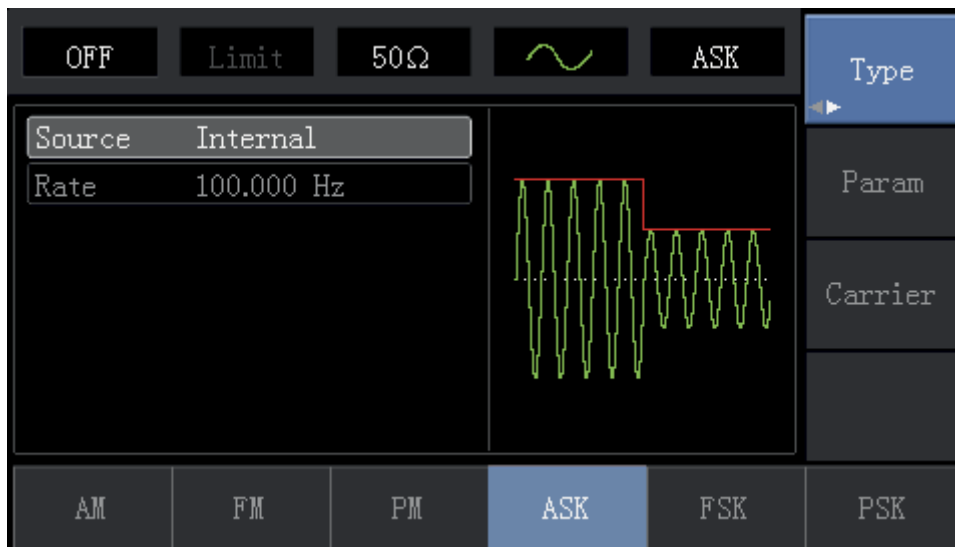 OFF Limit 50Ω ASK Type
Source Internal
Rate 100.000 Hz
Param
Carrier
AM FM PM ASK FSK PSK